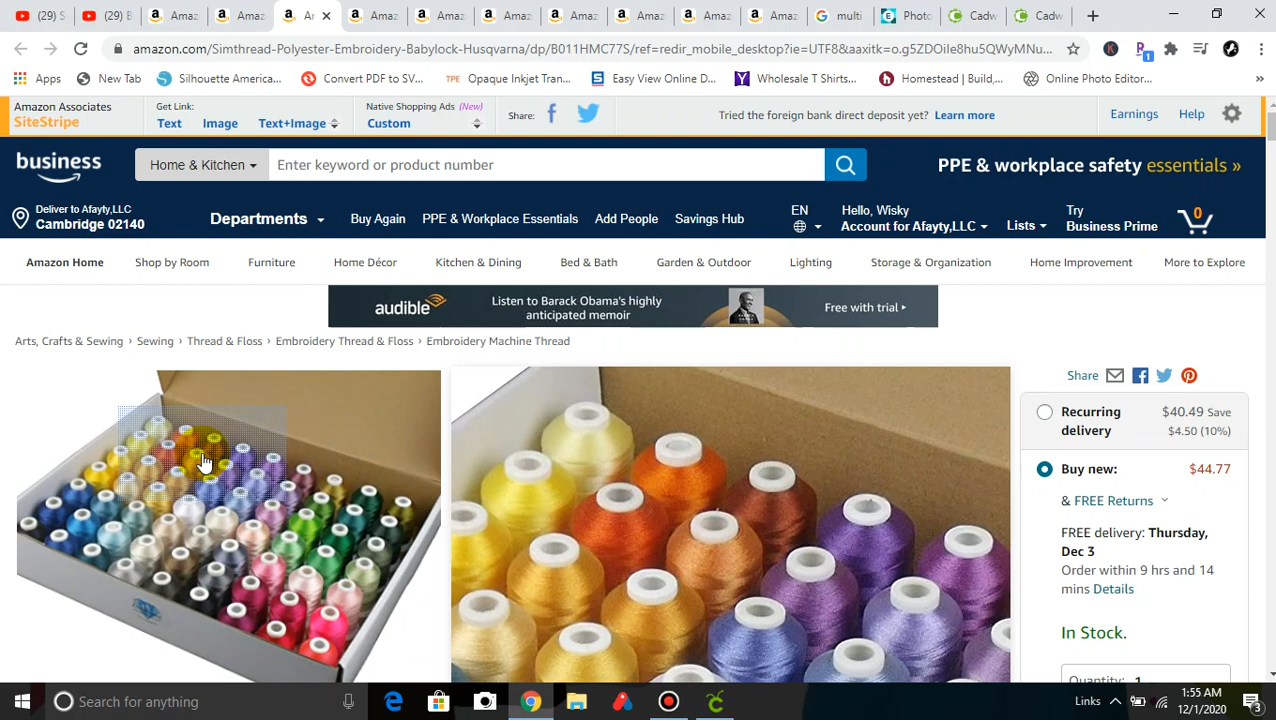 (29) S
(29) B
Amaz
Amaz
Ar
Amaz
Amaz
Amaz
Amaz
Amaz
Amaz
Amaz
multi
Photo
Cadw
Cadw
amazon.com/Simthread-Polyester-Embroidery-Babylock-Husqvarna/dp/B011HMC77S/ref=redir_mobile_desktop?ie=UTF8&aaxitk=o.g5ZDOile8hu5QWyMNu...
Apps
New Tab
Silhouette America...
Convert PDF to SV...
TPE Opaque Inkjet Tran...
Easy View Online D...
Wholesale T Shirts...
Homestead | Build,...
Online Photo Editor...
Amazon Associates
SiteStripe
Get Link:
Text Image Text+Image
Native Shopping Ads (New)
Custom
Share:
Tried the foreign bank direct deposit yet? Learn more
Earnings
Help
business
Home & Kitchen
Enter keyword or product number
PPE & workplace safety essentials »
Deliver to Afayty,LLC
Cambridge 02140
Departments
Buy Again
PPE & Workplace Essentials
Add People
Savings Hub
EN
Hello, Wisky
Account for Afayty,LLC
Lists
Try
Business Prime
0
Amazon Home
Shop by Room
Furniture
Home Décor
Kitchen & Dining
Bed & Bath
Garden & Outdoor
Lighting
Storage & Organization
Home Improvement
More to Explore
audible
Listen to Barack Obama's highly
anticipated memoir
Free with trial
Arts, Crafts & Sewing › Sewing › Thread & Floss › Embroidery Thread & Floss › Embroidery Machine Thread
Share
Recurring
delivery
$40.49 Save
$4.50 (10%)
Buy new:
$44.77
& FREE Returns
FREE delivery: Thursday,
Dec 3
Order within 9 hrs and 14
mins Details
In Stock.
Quantity: 1
Search for anything
Links
1:55 AM
12/1/2020
3